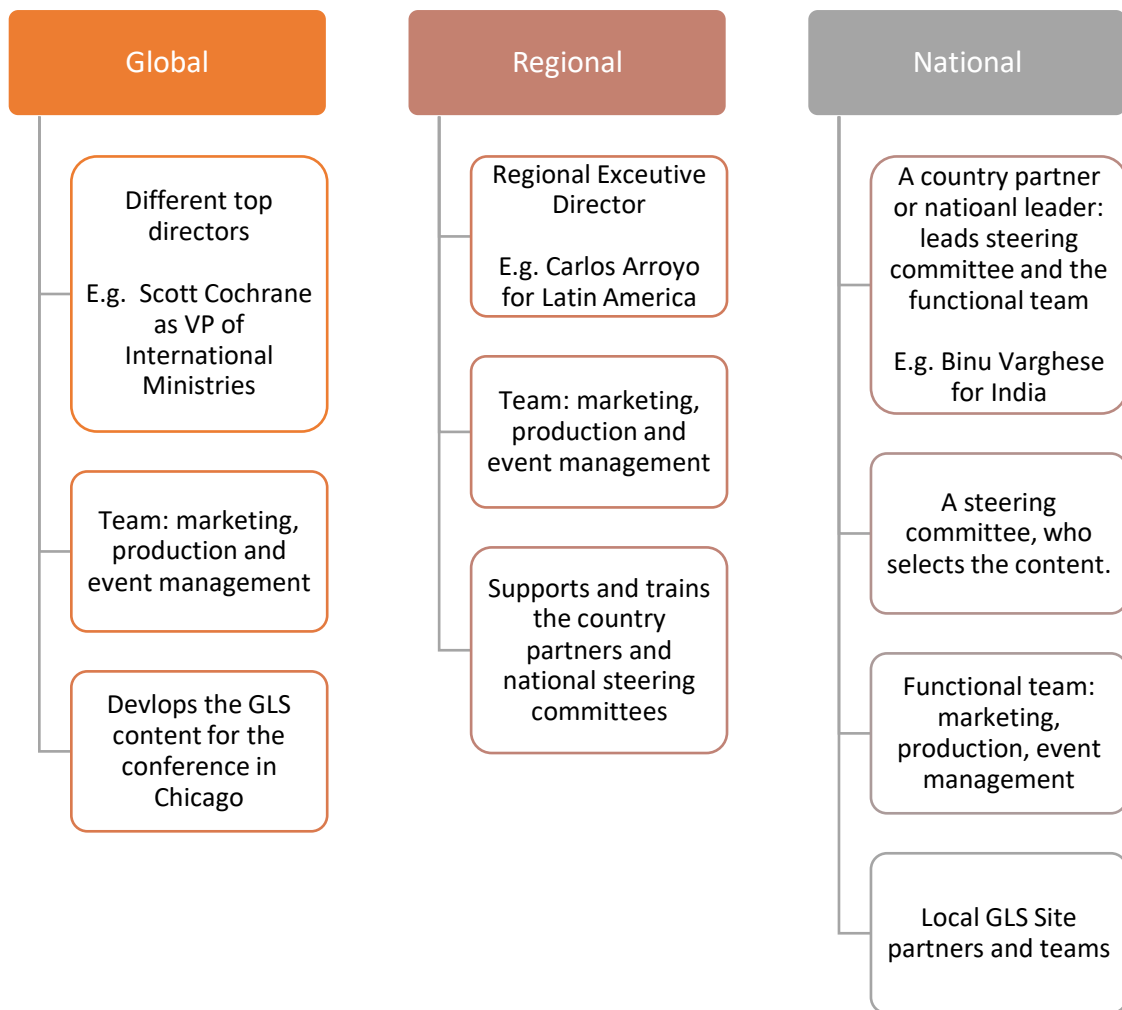 Global
Different top
directors
E.g.  Scott Cochrane
as VP of
International
Ministries
Team: marketing,
production and
event management
Devlops the GLS
content for the
conference in
Chicago
Regional
Regional Exceutive
Director
E.g. Carlos Arroyo
for Latin America
Team: marketing,
production and
event management
Supports and trains
the country
partners and
national steering
committees
National
A country partner
or natioanl leader:
leads steering
committee and the
functional team
E.g. Binu Varghese
for India
A steering
committee, who
selects the content.
Functional team:
marketing,
production, event
management
Local GLS Site
partners and teams